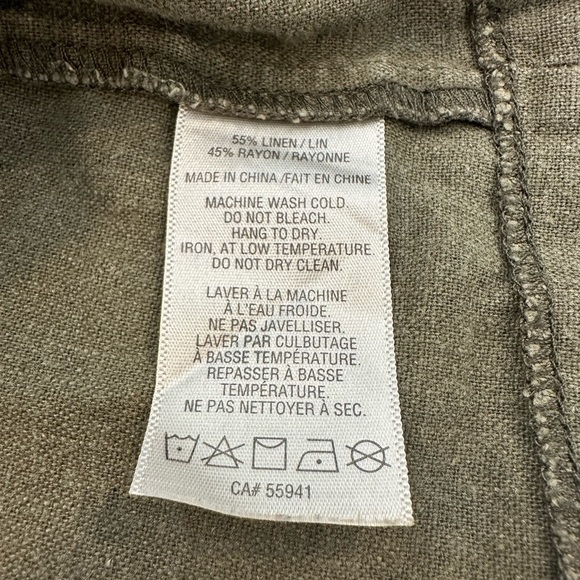 55% LINEN / LIN
45% RAYON / RAYONNE
MADE IN CHINA /FAIT EN CHINE
MACHINE WASH COLD.
DO NOT BLEACH.
HANG TO DRY.
IRON, AT LOW TEMPERATURE.
DO NOT DRY CLEAN.
LAVER À LA MACHINE
À L'EAU FROIDE.
NE PAS JAVELLISER.
LAVER PAR CULBUTAGE
À BASSE TEMPÉRATURE.
REPASSER À BASSE
TEMPÉRATURE.
NE PAS NETTOYER À SEC.
CA# 55941